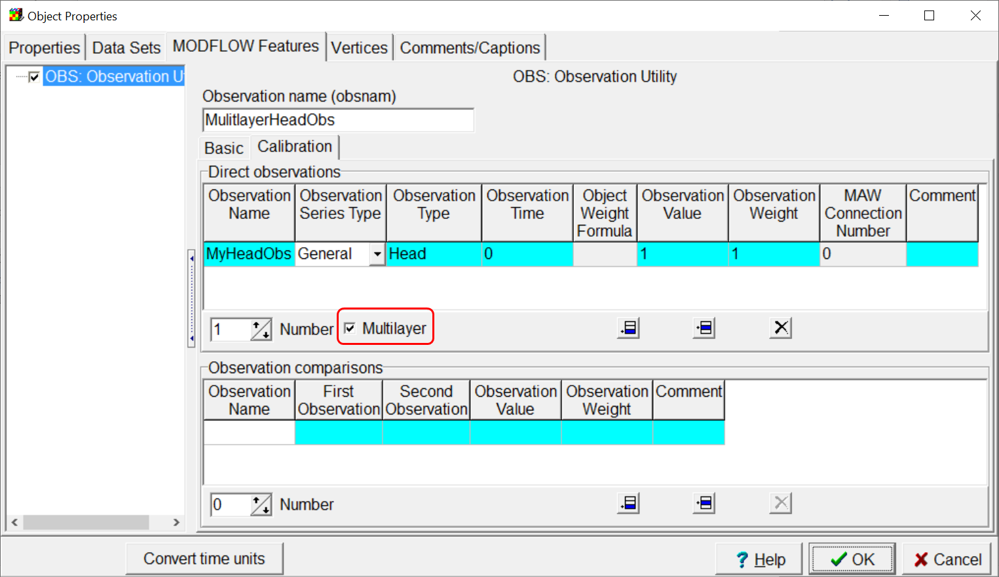 Object Properties
Properties Data Sets MODFLOW Features Vertices Comments/Captions
OBS: Observation Ut
OBS: Observation Utility
Observation name (obsnam)
MulitlayerHeadObs
Basic Calibration
Direct observations
Observation Name Observation Series Type Observation Type Observation Time Object Weight Formula Observation Value Observation Weight MAW Connection Number Comment
MyHeadObs General Head 0 1 1 0
1 Number Multilayer
Observation comparisons
Observation Name First Observation Second Observation Observation Value Observation Weight Comment
0 Number
Convert time units ? Help OK Cancel